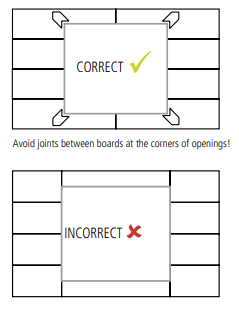 CORRECT
Avoid joints between boards at the corners of openings!
INCORRECT